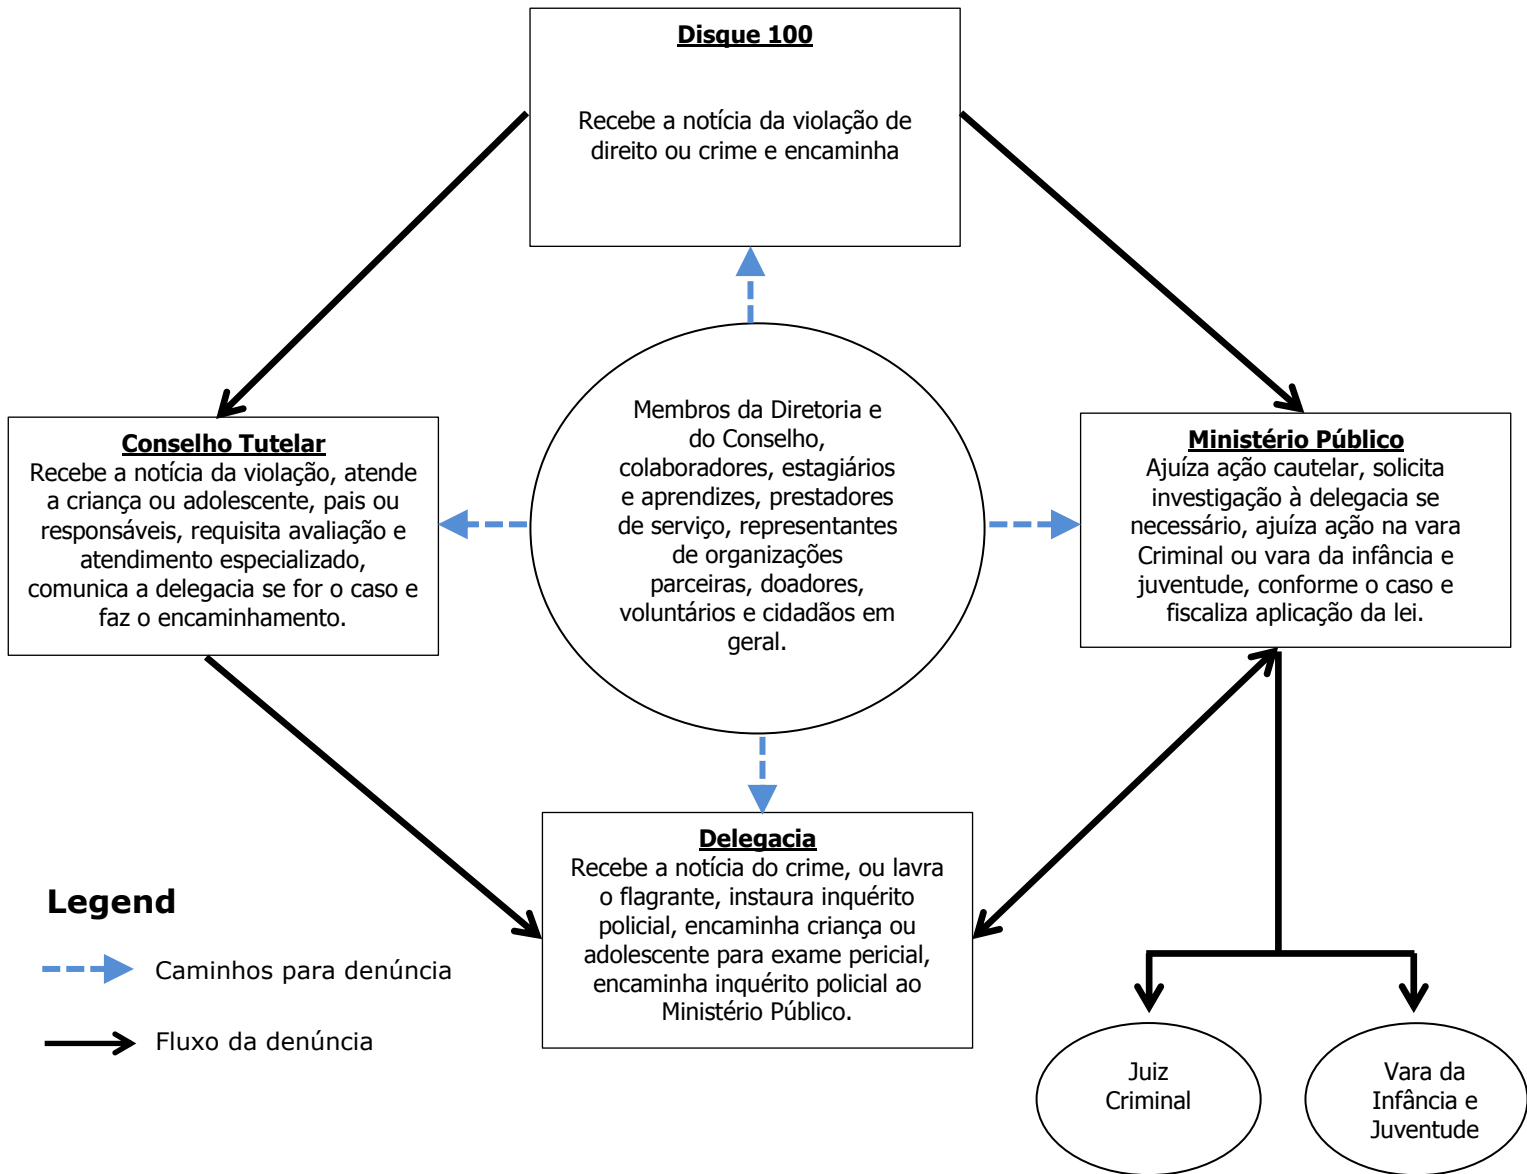 Disque 100
Recebe a notícia da violação de
direito ou crime e encaminha
Conselho Tutelar
Recebe a notícia da violação, atende
a criança ou adolescente, pais ou
responsáveis, requisita avaliação e
atendimento especializado,
comunica a delegacia se for o caso e
faz o encaminhamento.
Membros da Diretoria e
do Conselho,
colaboradores, estagiários
e aprendizes, prestadores
de serviço, representantes
de organizações
parceiras, doadores,
voluntários e cidadãos em
geral.
Ministério Público
Ajuíza ação cautelar, solicita
investigação à delegacia se
necessário, ajuíza ação na vara
Criminal ou vara da infância e
juventude, conforme o caso e
fiscaliza aplicação da lei.
Delegacia
Recebe a notícia do crime, ou lavra
o flagrante, instaura inquérito
policial, encaminha criança ou
adolescente para exame pericial,
encaminha inquérito policial ao
Ministério Público.
Legend
Caminhos para denúncia
Fluxo da denúncia
Juiz
Criminal
Vara da
Infância e
Juventude